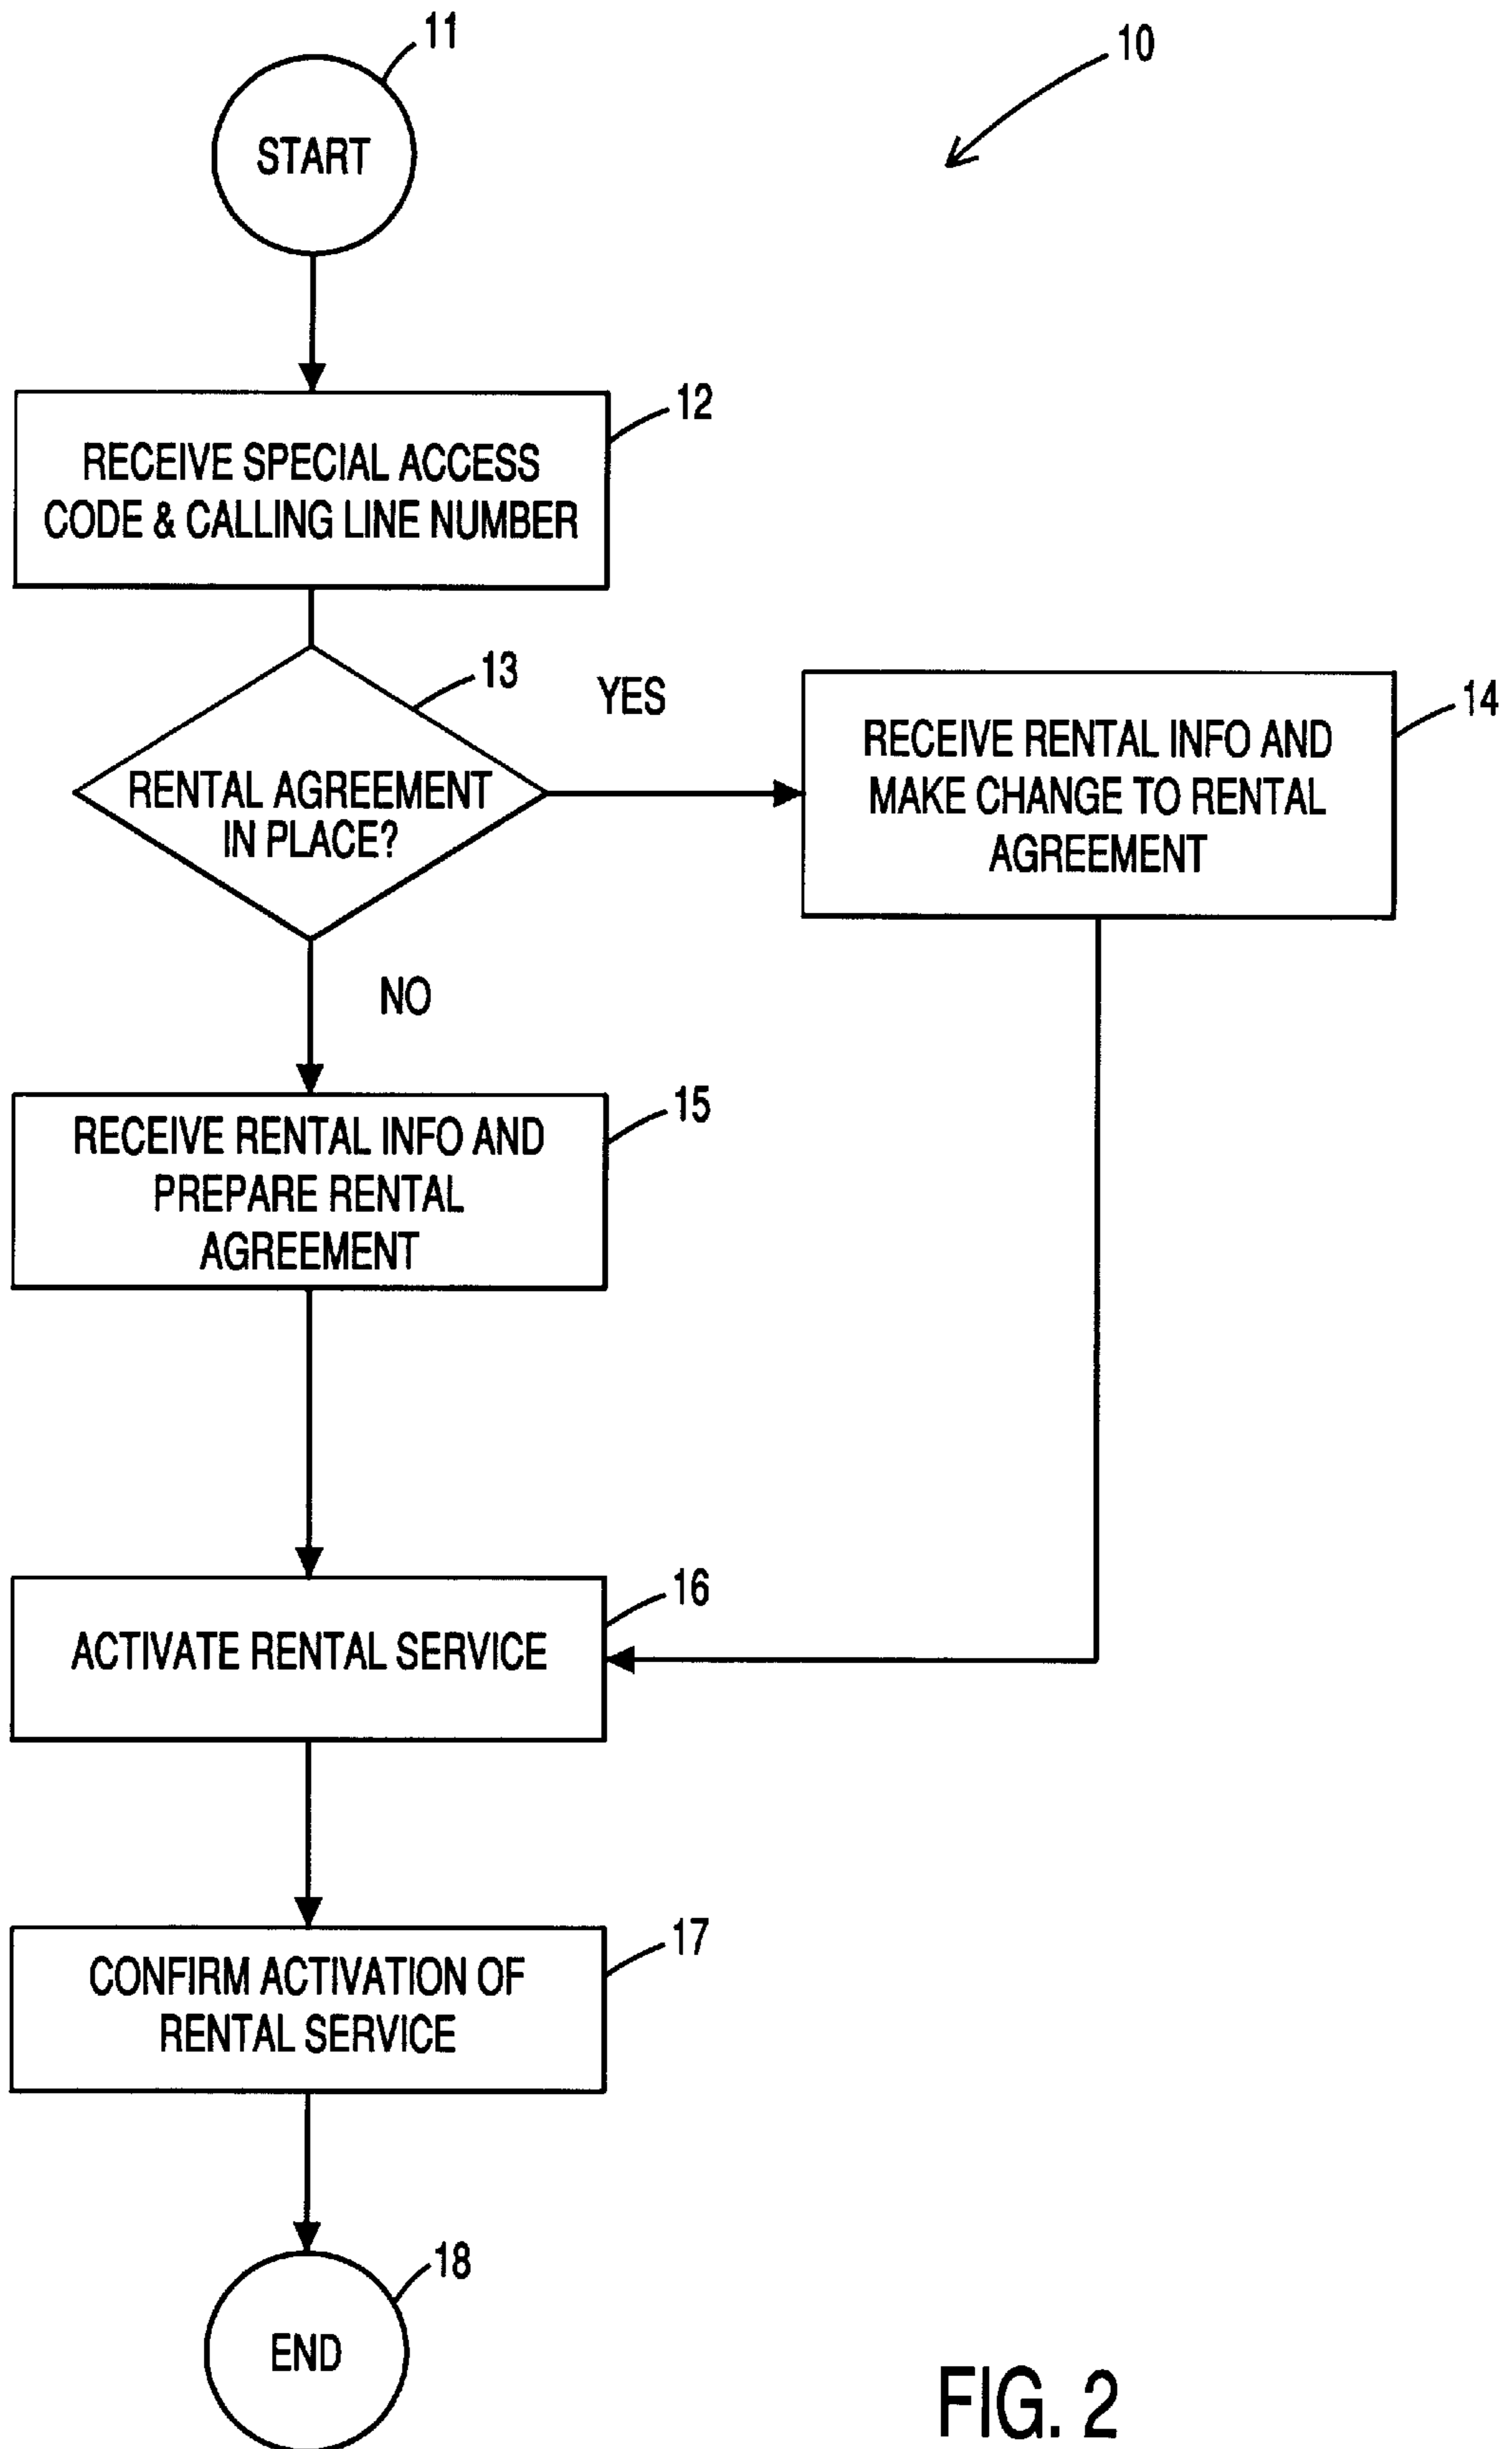 11
10
START
12
RECEIVE SPECIAL ACCESS
CODE & CALLING LINE NUMBER
13
YES
14
RENTAL AGREEMENT
IN PLACE?
RECEIVE RENTAL INFO AND
MAKE CHANGE TO RENTAL
AGREEMENT
NO
15
RECEIVE RENTAL INFO AND
PREPARE RENTAL
AGREEMENT
16
ACTIVATE RENTAL SERVICE
17
CONFIRM ACTIVATION OF
RENTAL SERVICE
18
END
FIG. 2